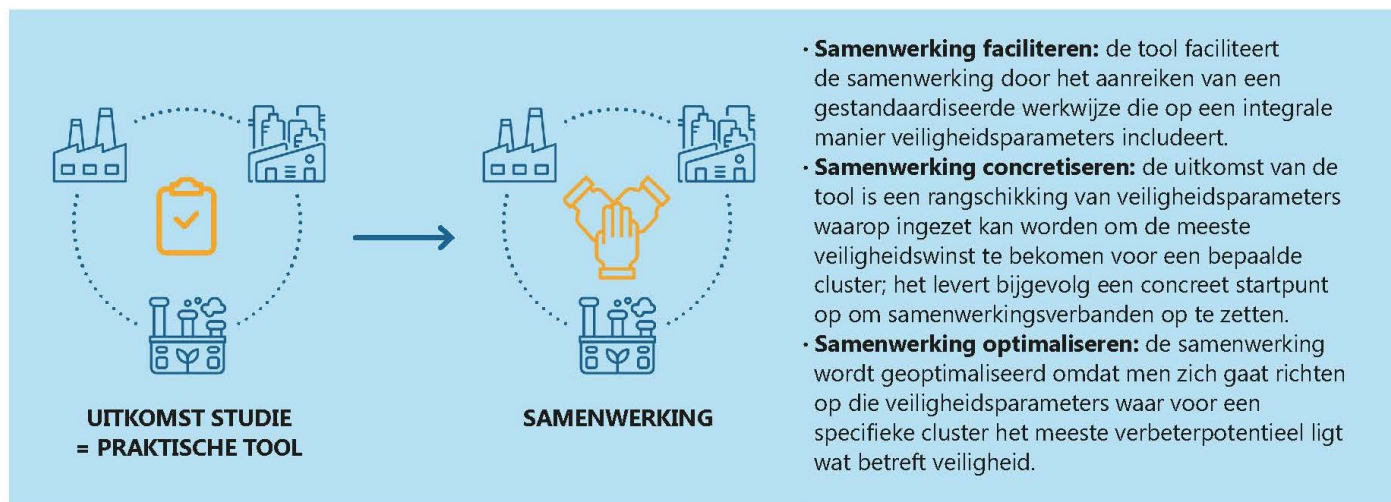 UITKOMST STUDIE
= PRAKTISCHE TOOL
SAMENWERKING
· Samenwerking faciliteren: de tool faciliteert
de samenwerking door het aanreiken van een
gestandaardiseerde werkwijze die op een integrale
manier veiligheidsparameters includeert.
· Samenwerking concretiseren: de uitkomst van de
tool is een rangschikking van veiligheidsparameters
waarop ingezet kan worden om de meeste
veiligheidswinst te bekomen voor een bepaalde
cluster; het levert bijgevolg een concreet startpunt
op om samenwerkingsverbanden op te zetten.
· Samenwerking optimaliseren: de samenwerking
wordt geoptimaliseerd omdat men zich gaat richten
op die veiligheidsparameters waar voor een
specifieke cluster het meeste verbeterpotentieel ligt
wat betreft veiligheid.